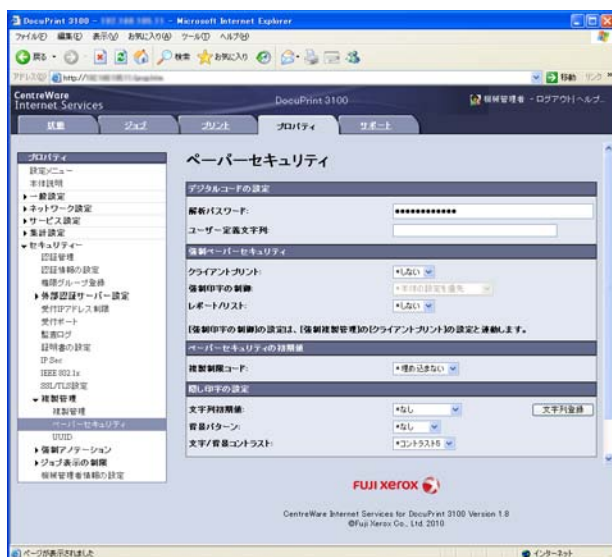 DocuPrint 3100 - - Microsoft Internet Explorer
ファイル(F) 編集(E) 表示(V) お気に入り(A) ツール(T) ヘルプ(H)
戻る 検索 お気に入り
アドレス(D) http:// 移動 リンク
CentreWare
Internet Services
DocuPrint 3100
機械管理者 - ログアウト ヘルプ
状態 ジョブ プリント プロパティ サポート
プロパティ
設定メニュー
本体説明
一般設定
ネットワーク設定
サービス設定
集計設定
セキュリティー
認証管理
認証情報の設定
権限グループ登録
外部認証サーバー設定
受付IPアドレス制限
受付ポート
監査ログ
証明書の設定
IP Sec
IEEE 802.1x
SSL/TLS設定
複製管理
複製管理
ペーパーセキュリティ
UUID
強制アノテーション
ジョブ表示の制限
機械管理者情報の設定
ペーパーセキュリティ
デジタルコードの設定
解析パスワード: ●●●●●●●●●●●●
ユーザー定義文字列:
強制ペーパーセキュリティ
クライアントプリント: •しない
強制印字の制御: •本体の設定を優先
レポート/リスト: •しない
[強制印字の制御]の設定は、[強制複製管理]の[クライアントプリント]の設定と連動します。
ペーパーセキュリティの初期値
複製制限コード: •埋め込まない
隠し印字の設定
文字列初期値: •なし 文字列登録
背景パターン: •なし
文字/背景コントラスト: •コントラスト5
FUJI XEROX
CentreWare Internet Services for DocuPrint 3100 Version 1.8
©Fuji Xerox Co., Ltd. 2010
ページが表示されました インターネット